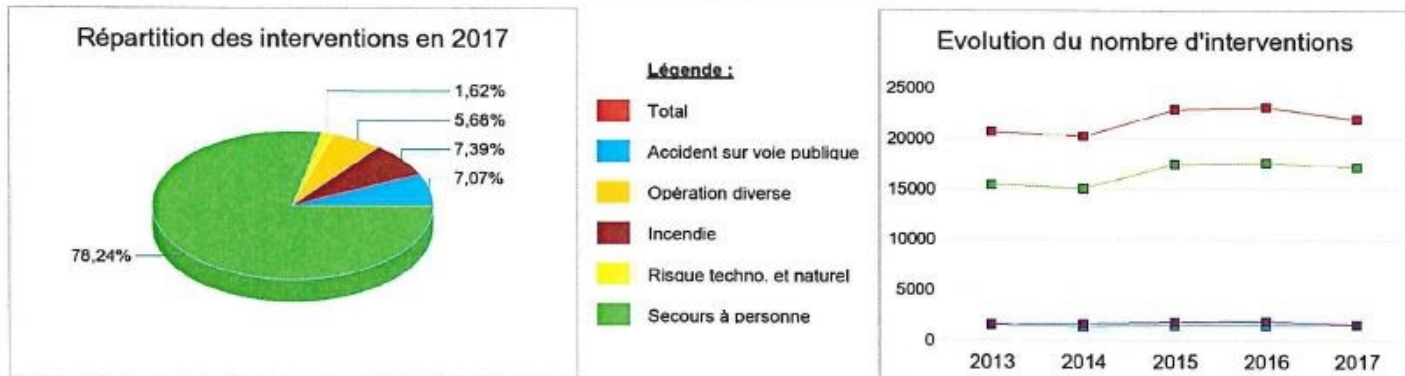 Répartition des interventions en 2017
1,62%
5,68%
7,39%
7,07%
78,24%
Légende :
Total
Accident sur voie publique
Opération diverse
Incendie
Risque techno. et naturel
Secours à personne
Evolution du nombre d'interventions
25000
20000
15000
10000
5000
0
2013 2014 2015 2016 2017